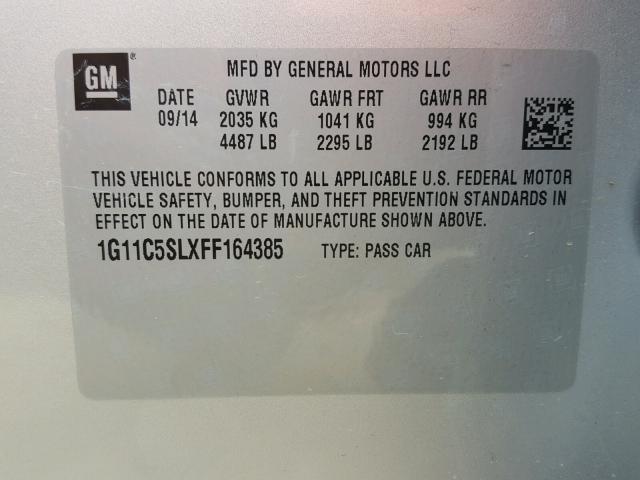 GM ®
MFD BY GENERAL MOTORS LLC
DATE GVWR GAWR FRT GAWR RR
09/14 2035 KG 1041 KG 994 KG
4487 LB 2295 LB 2192 LB
THIS VEHICLE CONFORMS TO ALL APPLICABLE U.S. FEDERAL MOTOR
VEHICLE SAFETY, BUMPER, AND THEFT PREVENTION STANDARDS IN
EFFECT ON THE DATE OF MANUFACTURE SHOWN ABOVE.
1G11C5SLXFF164385 TYPE: PASS CAR